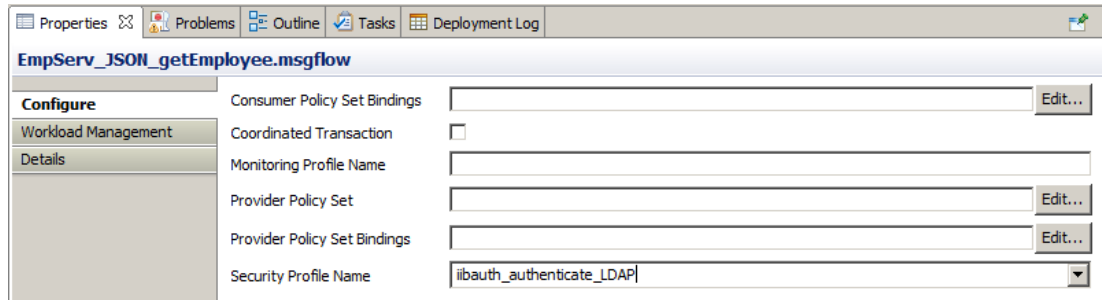 Properties Problems Outline Tasks Deployment Log
EmpServ_JSON_getEmployee.msgflow
Configure
Workload Management
Details
Consumer Policy Set Bindings Edit...
Coordinated Transaction
Monitoring Profile Name
Provider Policy Set Edit...
Provider Policy Set Bindings Edit...
Security Profile Name iibauth_authenticate_LDAP